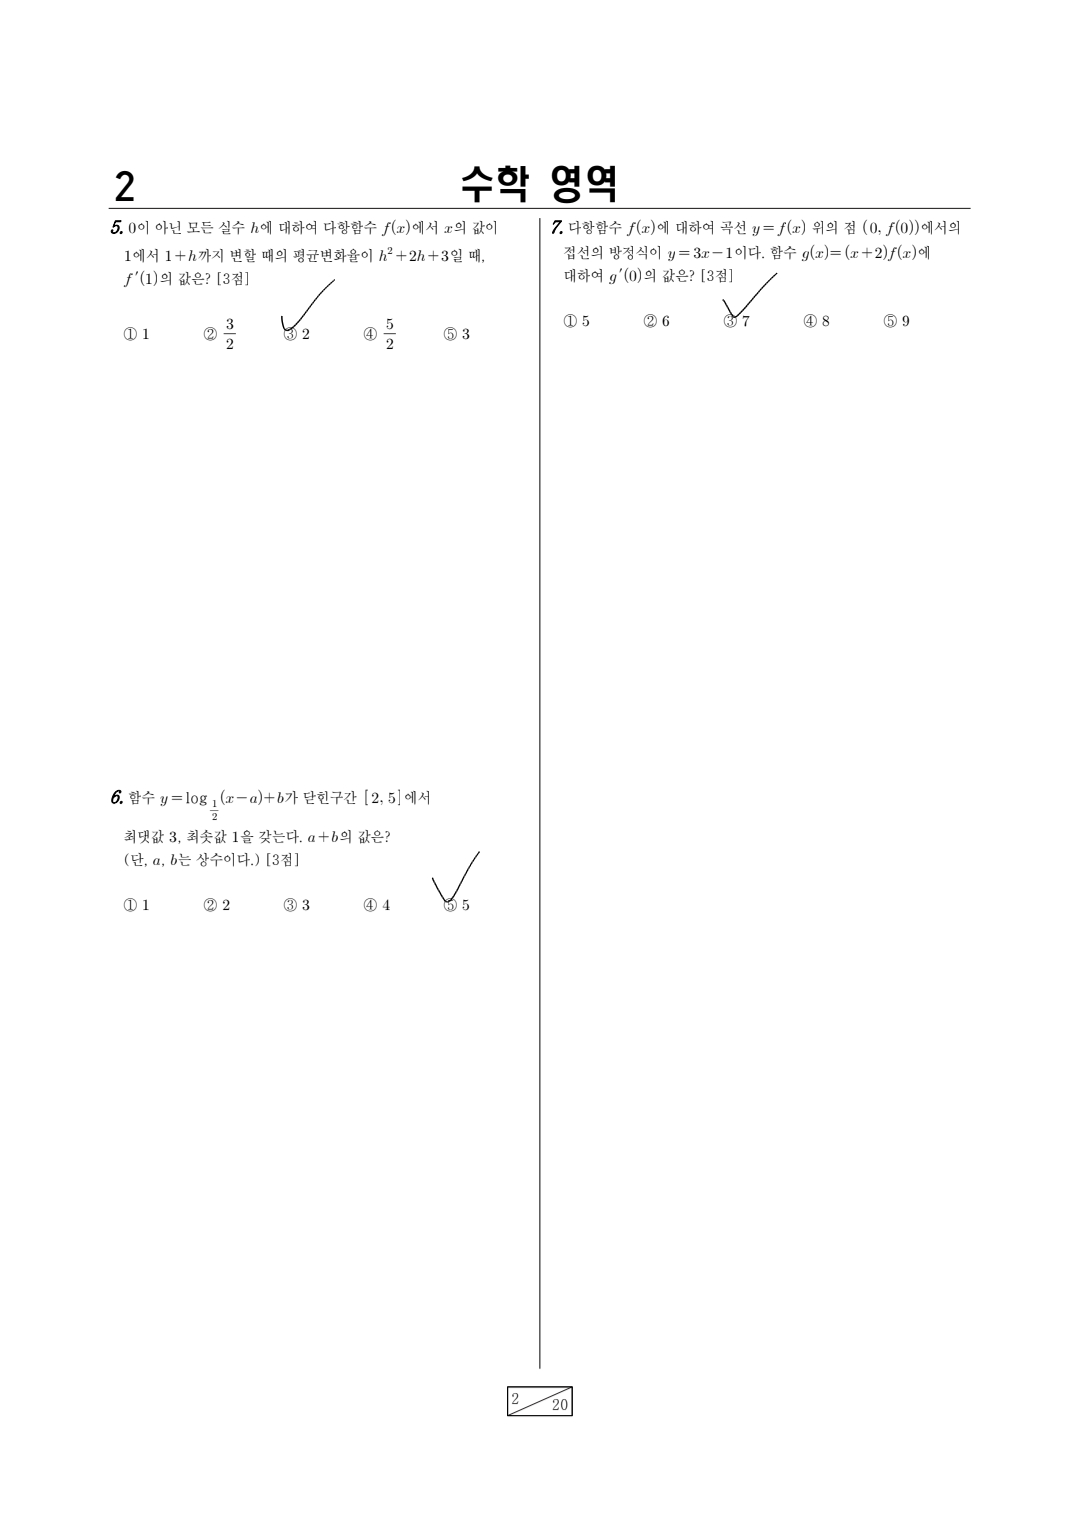 2
수학 영역
5. 0이 아닌 모든 실수 h에 대하여 다항함수 f(x)에서 x의 값이
1에서 1+h까지 변할 때의 평균변화율이 h²+2h+3일 때,
f′(1)의 값은? [3점]
① 1 ② 3/2 ③ 2 ④ 5/2 ⑤ 3
6. 함수 y=log_{1/2}(x-a)+b가 닫힌구간 [2, 5]에서
최댓값 3, 최솟값 1을 갖는다. a+b의 값은?
(단, a, b는 상수이다.) [3점]
① 1 ② 2 ③ 3 ④ 4 ⑤ 5
7. 다항함수 f(x)에 대하여 곡선 y=f(x) 위의 점 (0, f(0))에서의
접선의 방정식이 y=3x-1이다. 함수 g(x)=(x+2)f(x)에
대하여 g′(0)의 값은? [3점]
① 5 ② 6 ③ 7 ④ 8 ⑤ 9
2
20